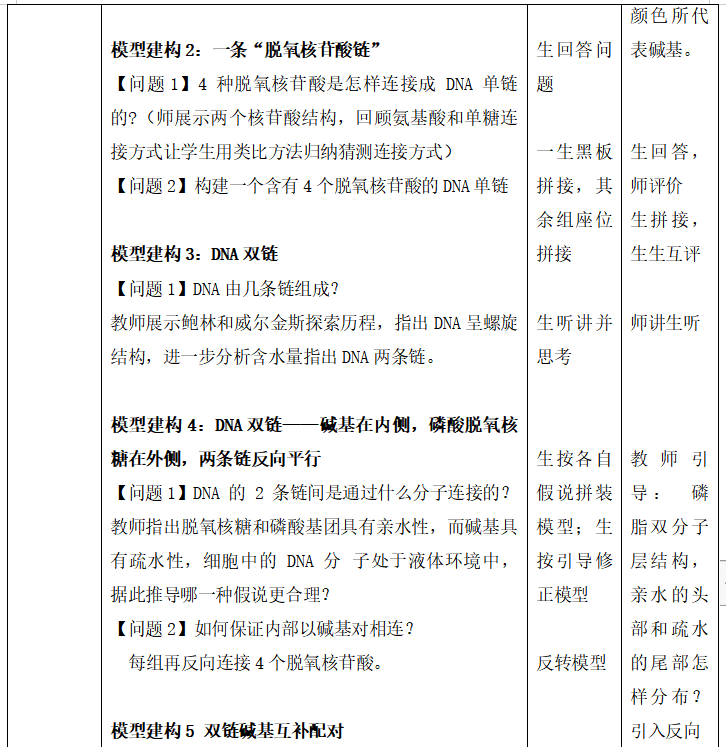 模型建构2：一条“脱氧核苷酸链”
【问题1】4 种脱氧核苷酸是怎样连接成 DNA 单链
的?（师展示两个核苷酸结构，回顾氨基酸和单糖连
接方式让学生用类比方法归纳猜测连接方式）
【问题2】构建一个含有4个脱氧核苷酸的DNA单链
模型建构3：DNA双链
【问题1】DNA由几条链组成？
教师展示鲍林和威尔金斯探索历程，指出DNA呈螺旋
结构，进一步分析含水量指出DNA两条链。
模型建构4：DNA双链——碱基在内侧，磷酸脱氧核
糖在外侧，两条链反向平行
【问题1】DNA 的 2 条链间是通过什么分子连接的？
教师指出脱氧核糖和磷酸基团具有亲水性，而碱基具
有疏水性，细胞中的 DNA 分 子处于液体环境中，
据此推导哪一种假说更合理？
【问题2】如何保证内部以碱基对相连？
每组再反向连接4个脱氧核苷酸。
模型建构5 双链碱基互补配对
生回答问
题
一生黑板
拼接，其
余组座位
拼接
生听讲并
思考
生按各自
假说拼装
模型；生
按引导修
正模型
反转模型
颜色所代
表碱基。
生回答，
师评价
生拼接，
生生互评
师讲生听
教师引
导：磷
脂双分子
层结构，
亲水的头
部和疏水
的尾部怎
样分布？
引入反向